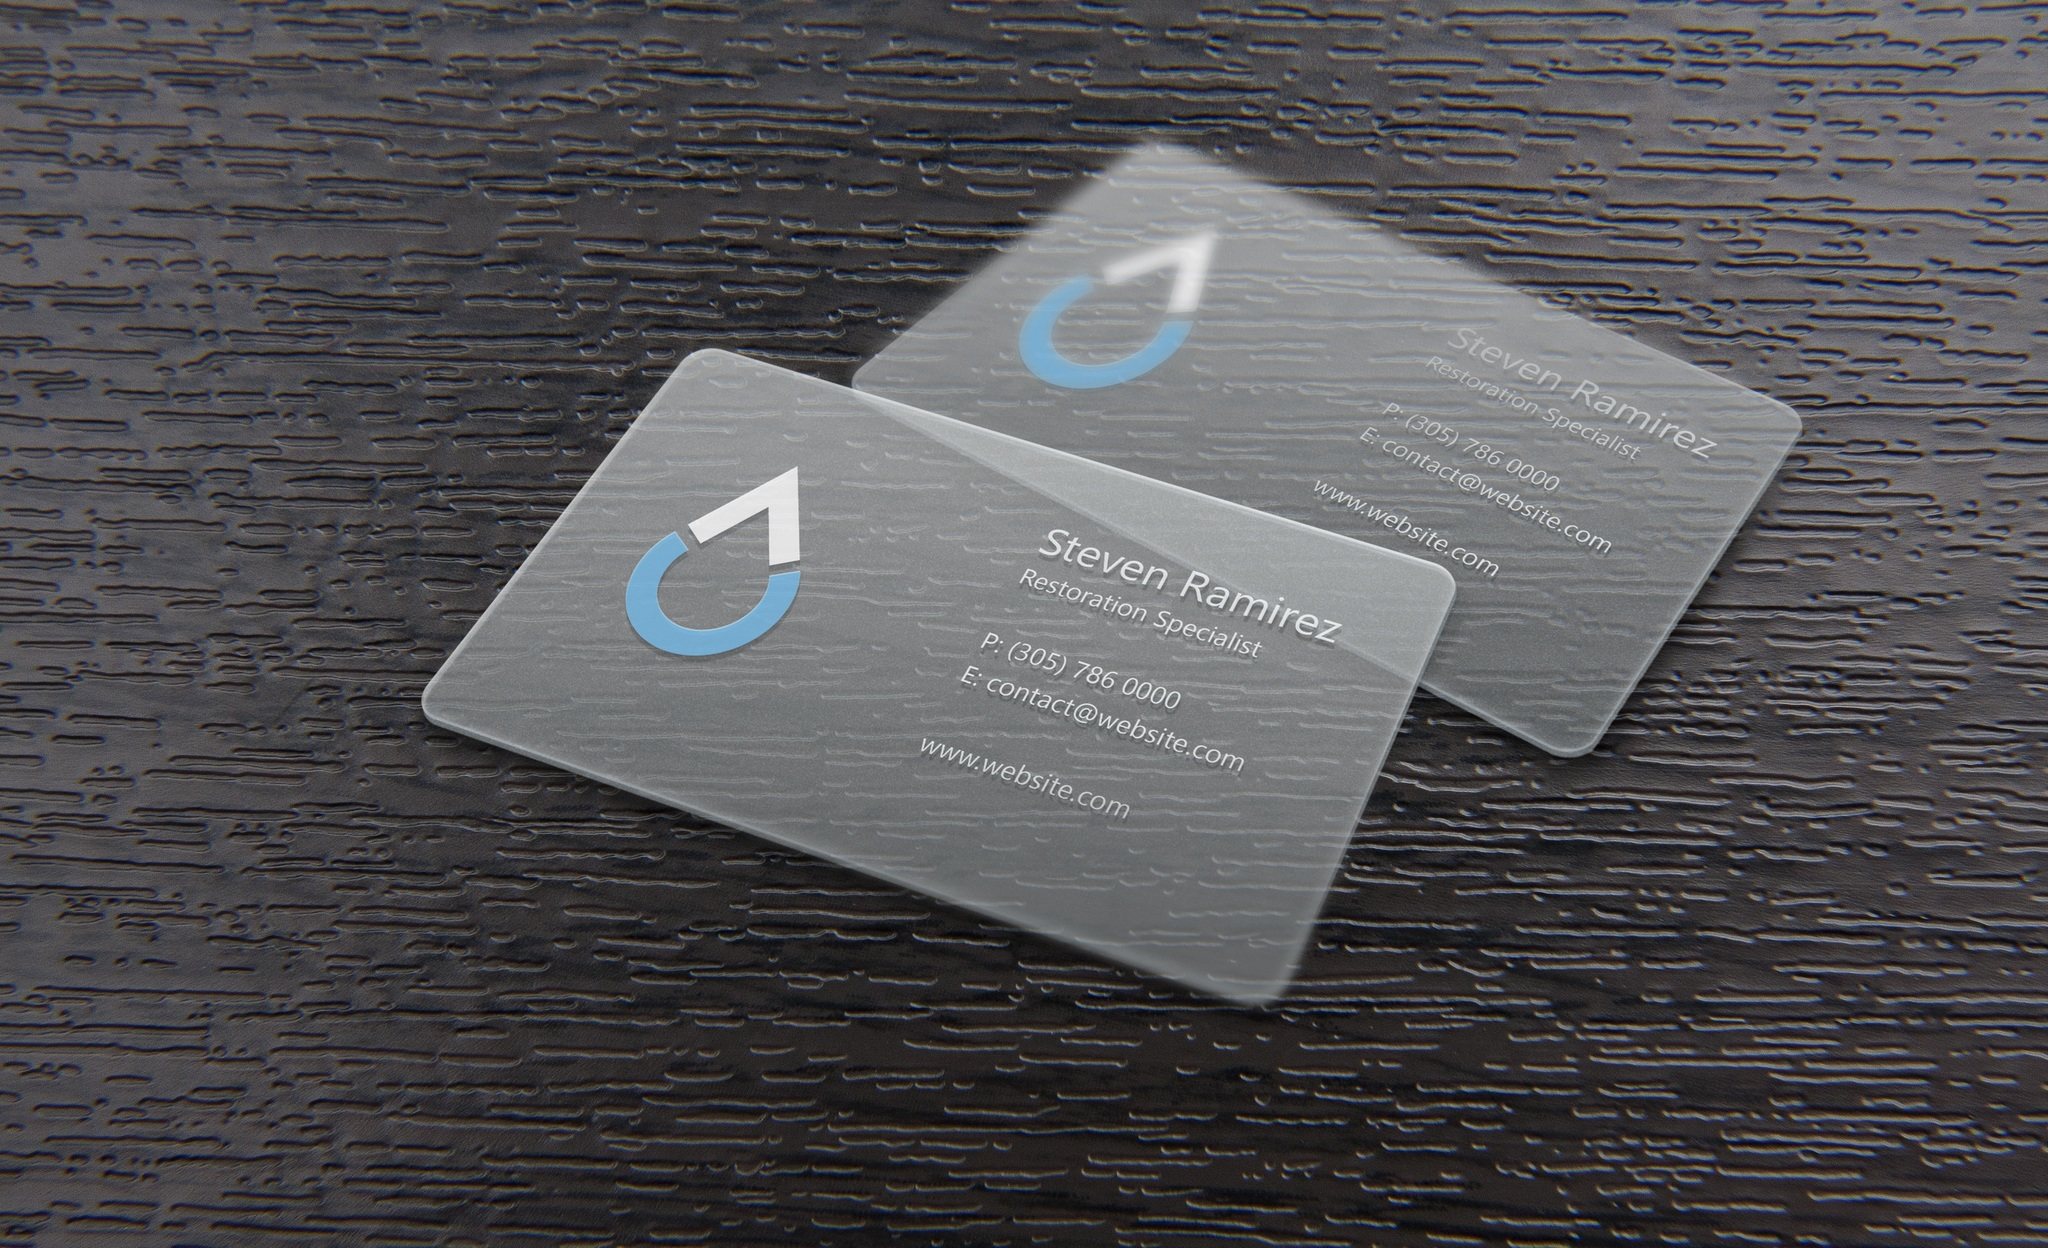 Steven Ramirez
Restoration Specialist
P: (305) 786 0000
E: contact@website.com
www.website.com
Steven Ramirez
Restoration Specialist
P: (305) 786 0000
E: contact@website.com
www.website.com